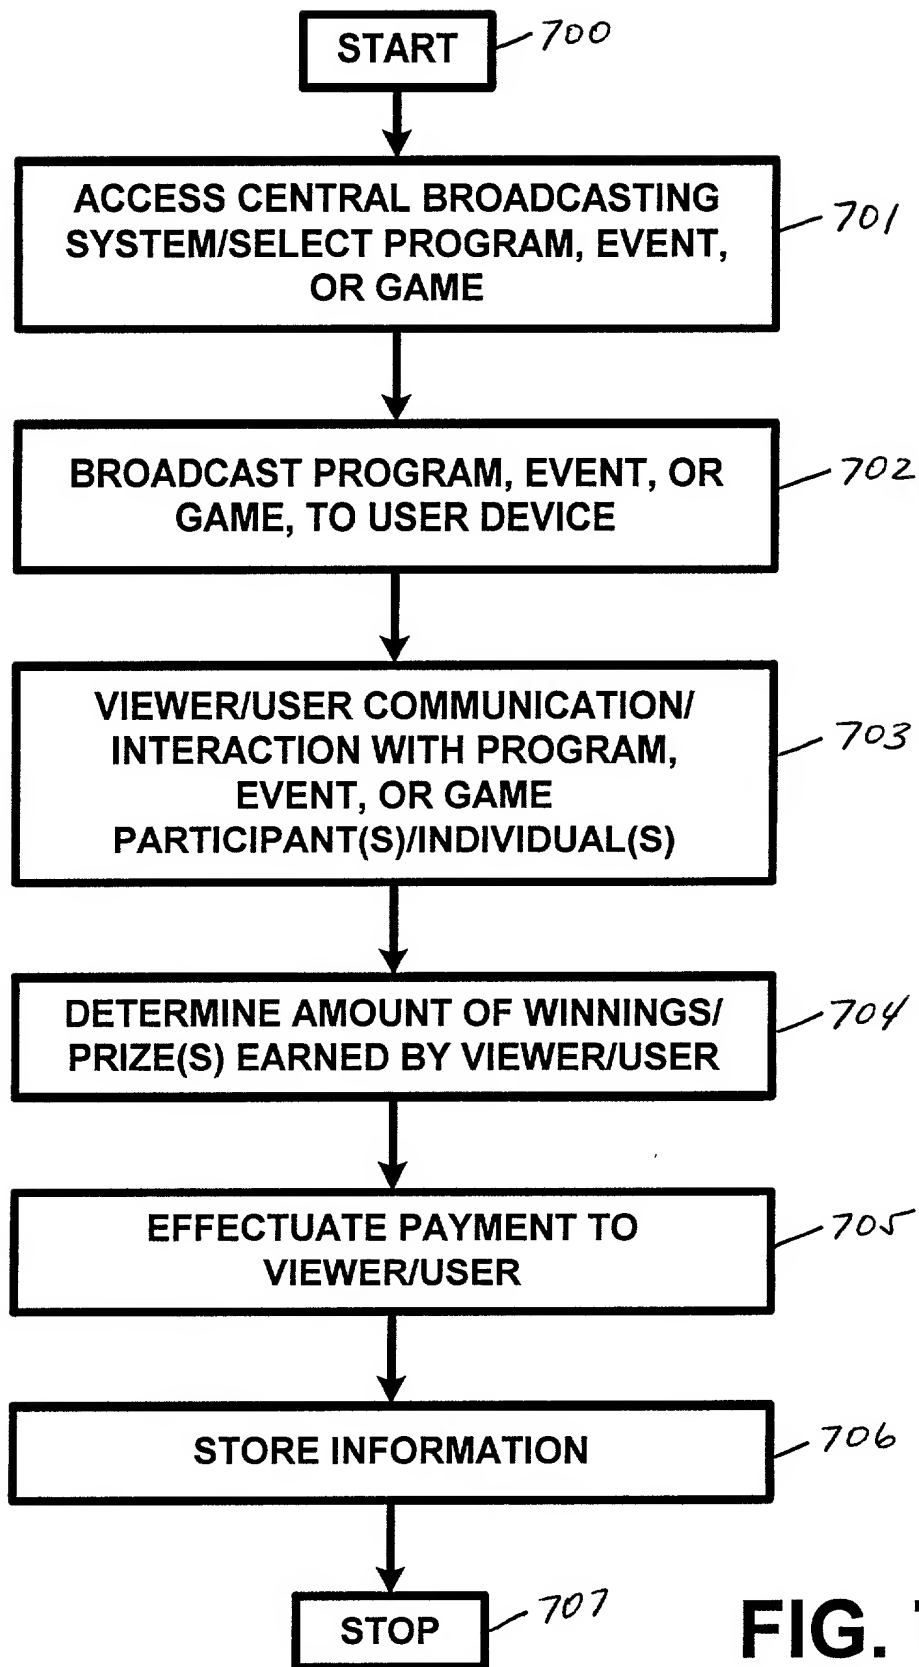 START 700
ACCESS CENTRAL BROADCASTING
SYSTEM/SELECT PROGRAM, EVENT,
OR GAME
701
BROADCAST PROGRAM, EVENT, OR
GAME, TO USER DEVICE
702
VIEWER/USER COMMUNICATION/
INTERACTION WITH PROGRAM,
EVENT, OR GAME
PARTICIPANT(S)/INDIVIDUAL(S)
703
DETERMINE AMOUNT OF WINNINGS/
PRIZE(S) EARNED BY VIEWER/USER
704
EFFECTUATE PAYMENT TO
VIEWER/USER
705
STORE INFORMATION
706
STOP
707
FIG.